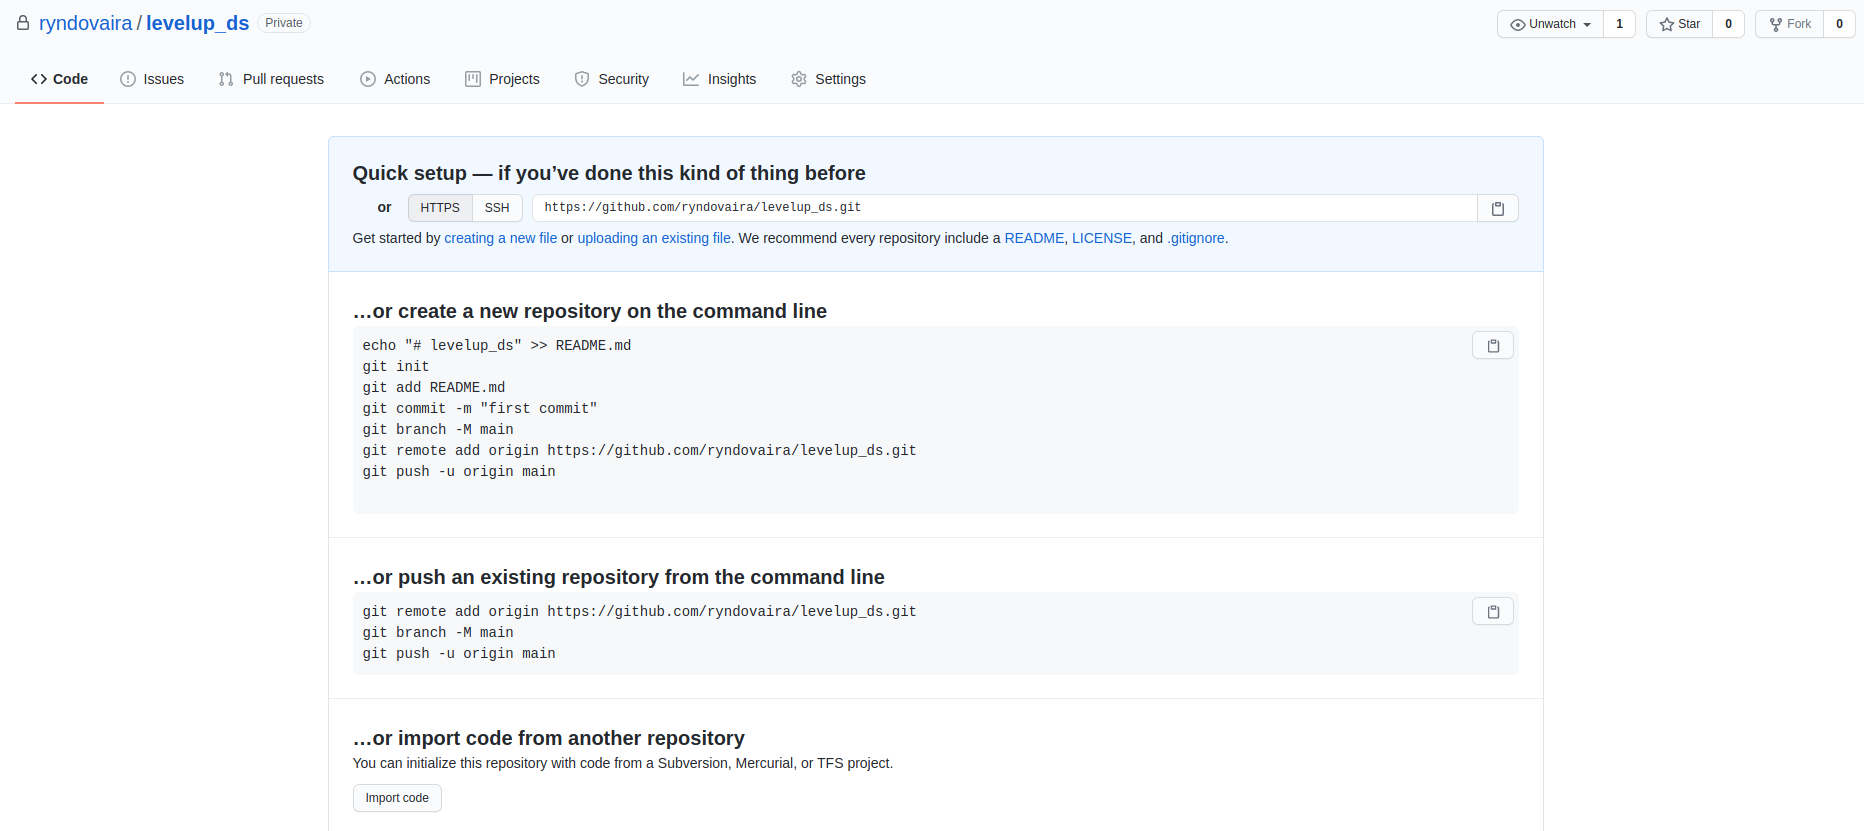 ryndovaira / levelup_ds Private
Unwatch 1 Star 0 Fork 0
Code Issues Pull requests Actions Projects Security Insights Settings
Quick setup — if you’ve done this kind of thing before
or HTTPS SSH https://github.com/ryndovaira/levelup_ds.git
Get started by creating a new file or uploading an existing file. We recommend every repository include a README, LICENSE, and .gitignore.
…or create a new repository on the command line
echo "# levelup_ds" >> README.md
git init
git add README.md
git commit -m "first commit"
git branch -M main
git remote add origin https://github.com/ryndovaira/levelup_ds.git
git push -u origin main
…or push an existing repository from the command line
git remote add origin https://github.com/ryndovaira/levelup_ds.git
git branch -M main
git push -u origin main
…or import code from another repository
You can initialize this repository with code from a Subversion, Mercurial, or TFS project.
Import code